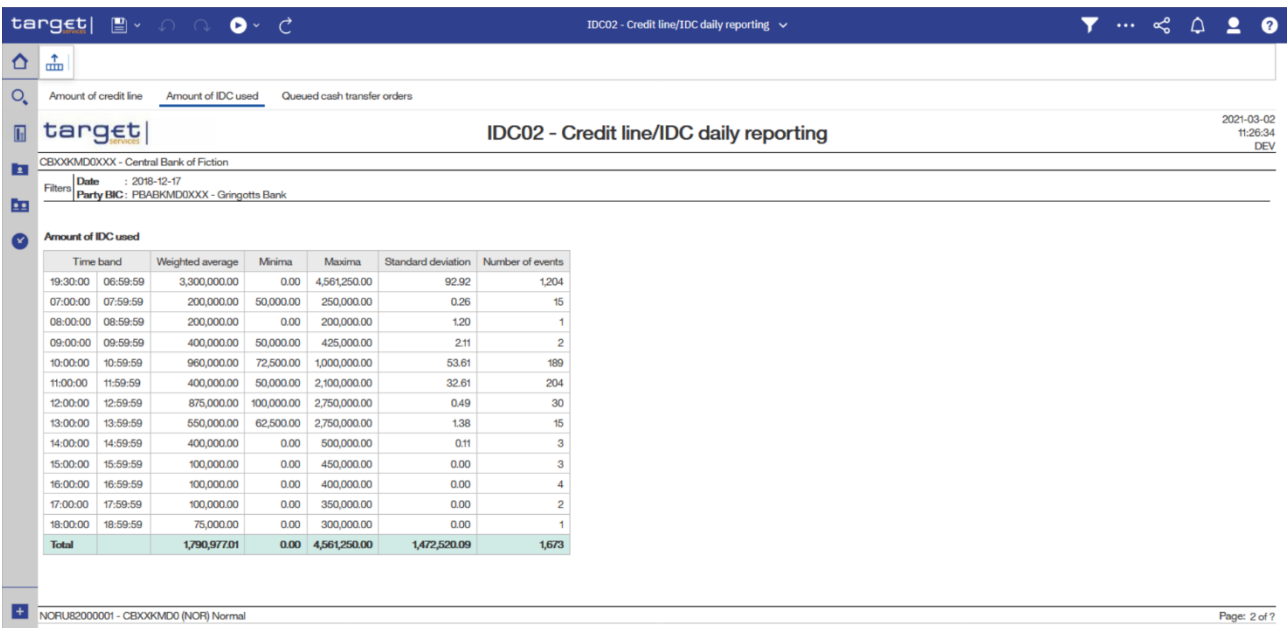 target| services
IDC02 - Credit line/IDC daily reporting
Amount of credit line Amount of IDC used Queued cash transfer orders
target| services
IDC02 - Credit line/IDC daily reporting
2021-03-02
11:26:34
DEV
CBXXKMD0XXX - Central Bank of Fiction
Filters
Date : 2018-12-17
Party BIC : PBABKMD0XXX - Gringotts Bank
Amount of IDC used
Time band Weighted average Minima Maxima Standard deviation Number of events
19:30:00 06:59:59 3,300,000.00 0.00 4,561,250.00 92.92 1,204
07:00:00 07:59:59 200,000.00 50,000.00 250,000.00 0.26 15
08:00:00 08:59:59 200,000.00 0.00 200,000.00 1.20 1
09:00:00 09:59:59 400,000.00 50,000.00 425,000.00 2.11 2
10:00:00 10:59:59 960,000.00 72,500.00 1,000,000.00 53.61 189
11:00:00 11:59:59 400,000.00 50,000.00 2,100,000.00 32.61 204
12:00:00 12:59:59 875,000.00 100,000.00 2,750,000.00 0.49 30
13:00:00 13:59:59 550,000.00 62,500.00 2,750,000.00 1.38 15
14:00:00 14:59:59 400,000.00 0.00 500,000.00 0.11 3
15:00:00 15:59:59 100,000.00 0.00 450,000.00 0.00 3
16:00:00 16:59:59 100,000.00 0.00 400,000.00 0.00 4
17:00:00 17:59:59 100,000.00 0.00 350,000.00 0.00 2
18:00:00 18:59:59 75,000.00 0.00 300,000.00 0.00 1
Total 1,790,977.01 0.00 4,561,250.00 1,472,520.09 1,673
NORU82000001 - CBXXKMD0 (NOR) Normal
Page: 2 of ?